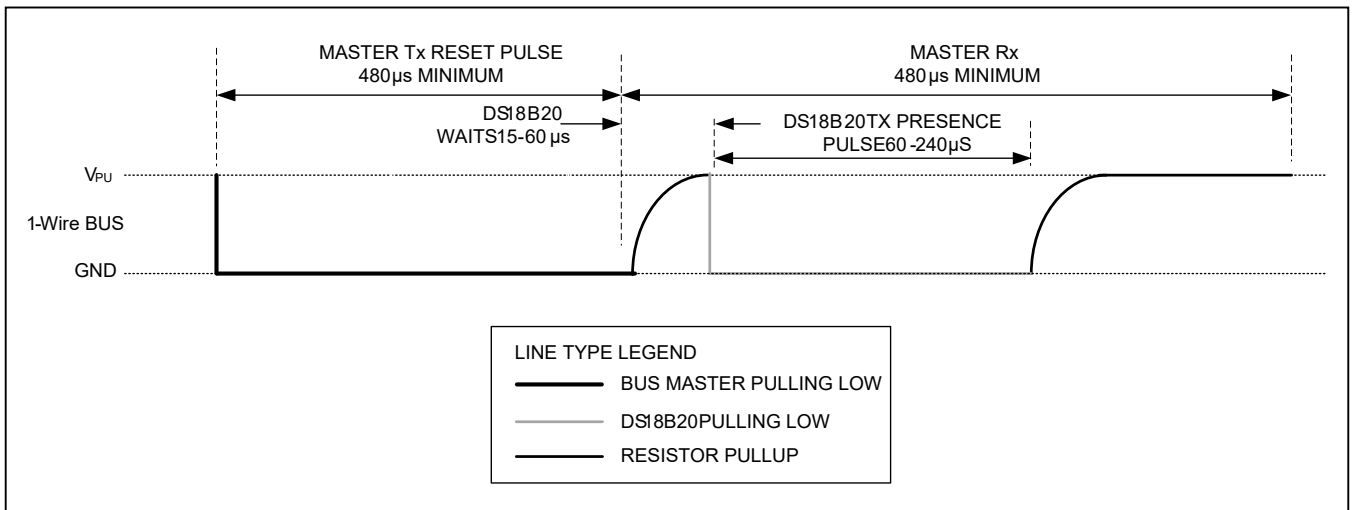 MASTER Tx RESET PULSE
480µs MINIMUM
MASTER Rx
480µs MINIMUM
DS18B20
WAITS15-60 µs
DS18B20TX PRESENCE
PULSE60-240µS
VPU
1-Wire BUS
GND
LINE TYPE LEGEND
BUS MASTER PULLING LOW
DS18B20PULLING LOW
RESISTOR PULLUP